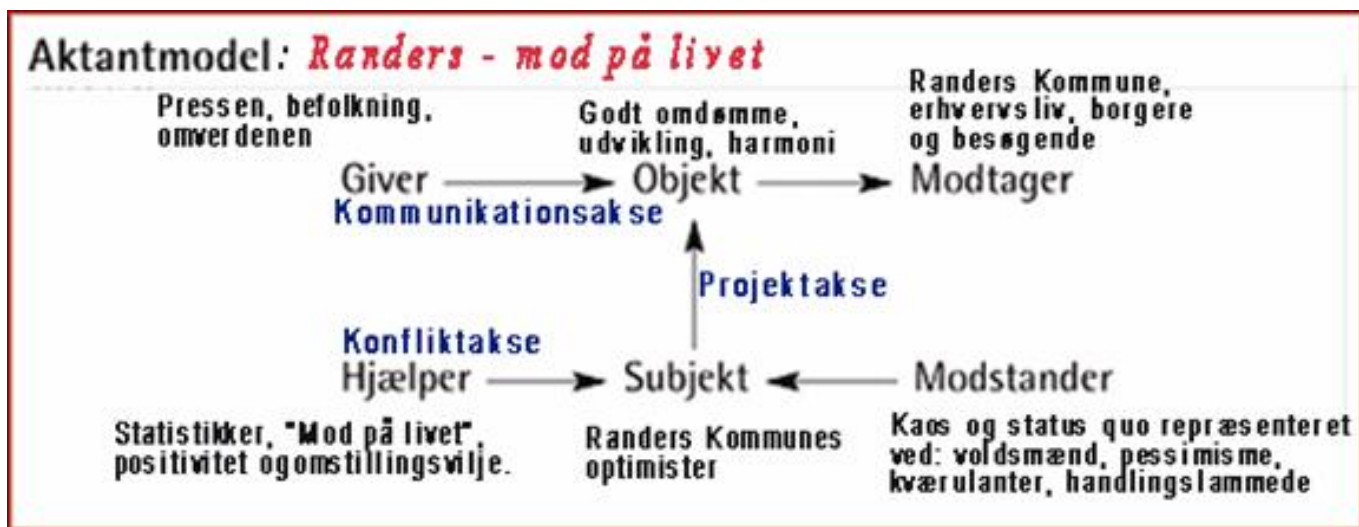 Aktantmodel: Randers - mod på livet
Pressen, befolkning,
omverdenen
Godt omdømme,
udvikling, harmoni
Randers Kommune,
erhvervsliv, borgere
og besøgende
Giver
Objekt
Modtager
Kommunikationsakse
Projektakse
Konfliktakse
Hjælper
Subjekt
Modstander
Statistikker, "Mod på livet",
positivitet ogomstillingsvilje.
Randers Kommunes
optimister
Kaos og status quo repræsenteret
ved: voldsmænd, pessimisme,
kværulanter, handlingslammede